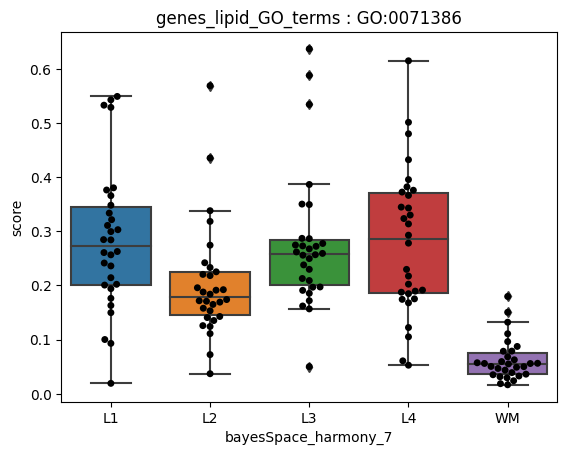 genes_lipid_GO_terms : GO:0071386
score
0.6
0.5
0.4
0.3
0.2
0.1
0.0
L1 L2 L3 L4 WM
bayesSpace_harmony_7